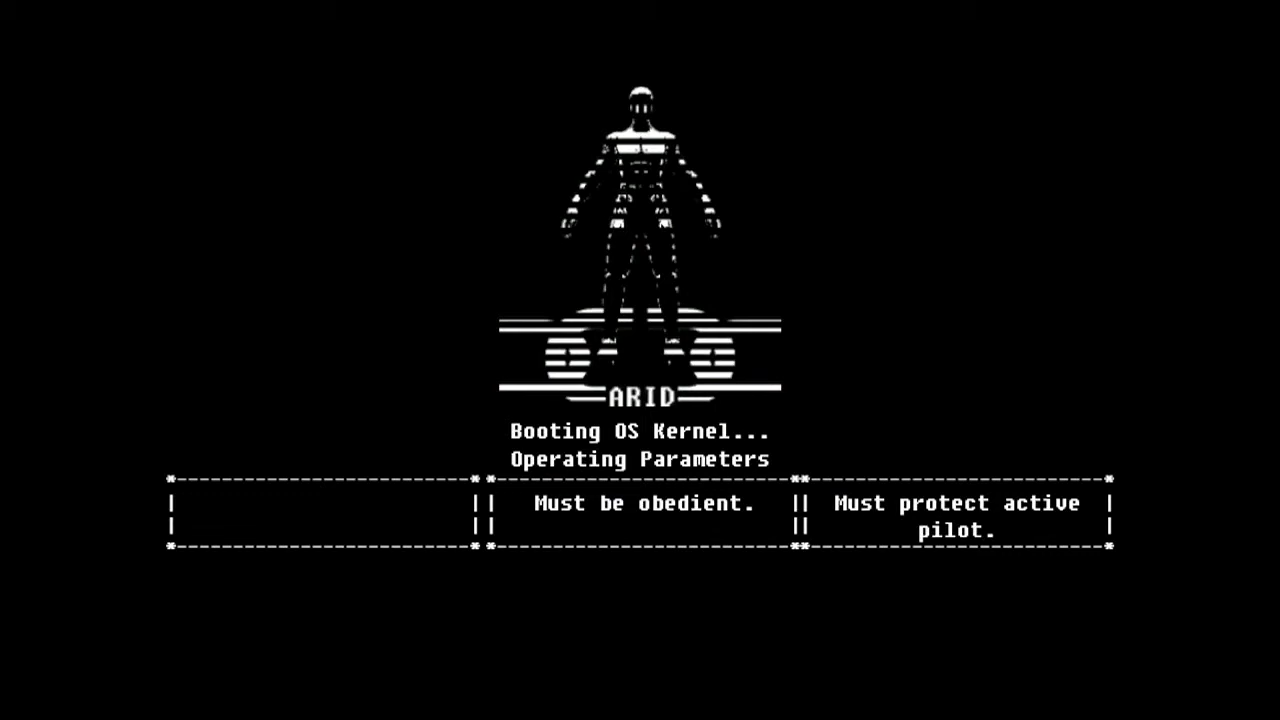 ARID
Booting OS Kernel...
Operating Parameters
Must be obedient.
Must protect active
pilot.